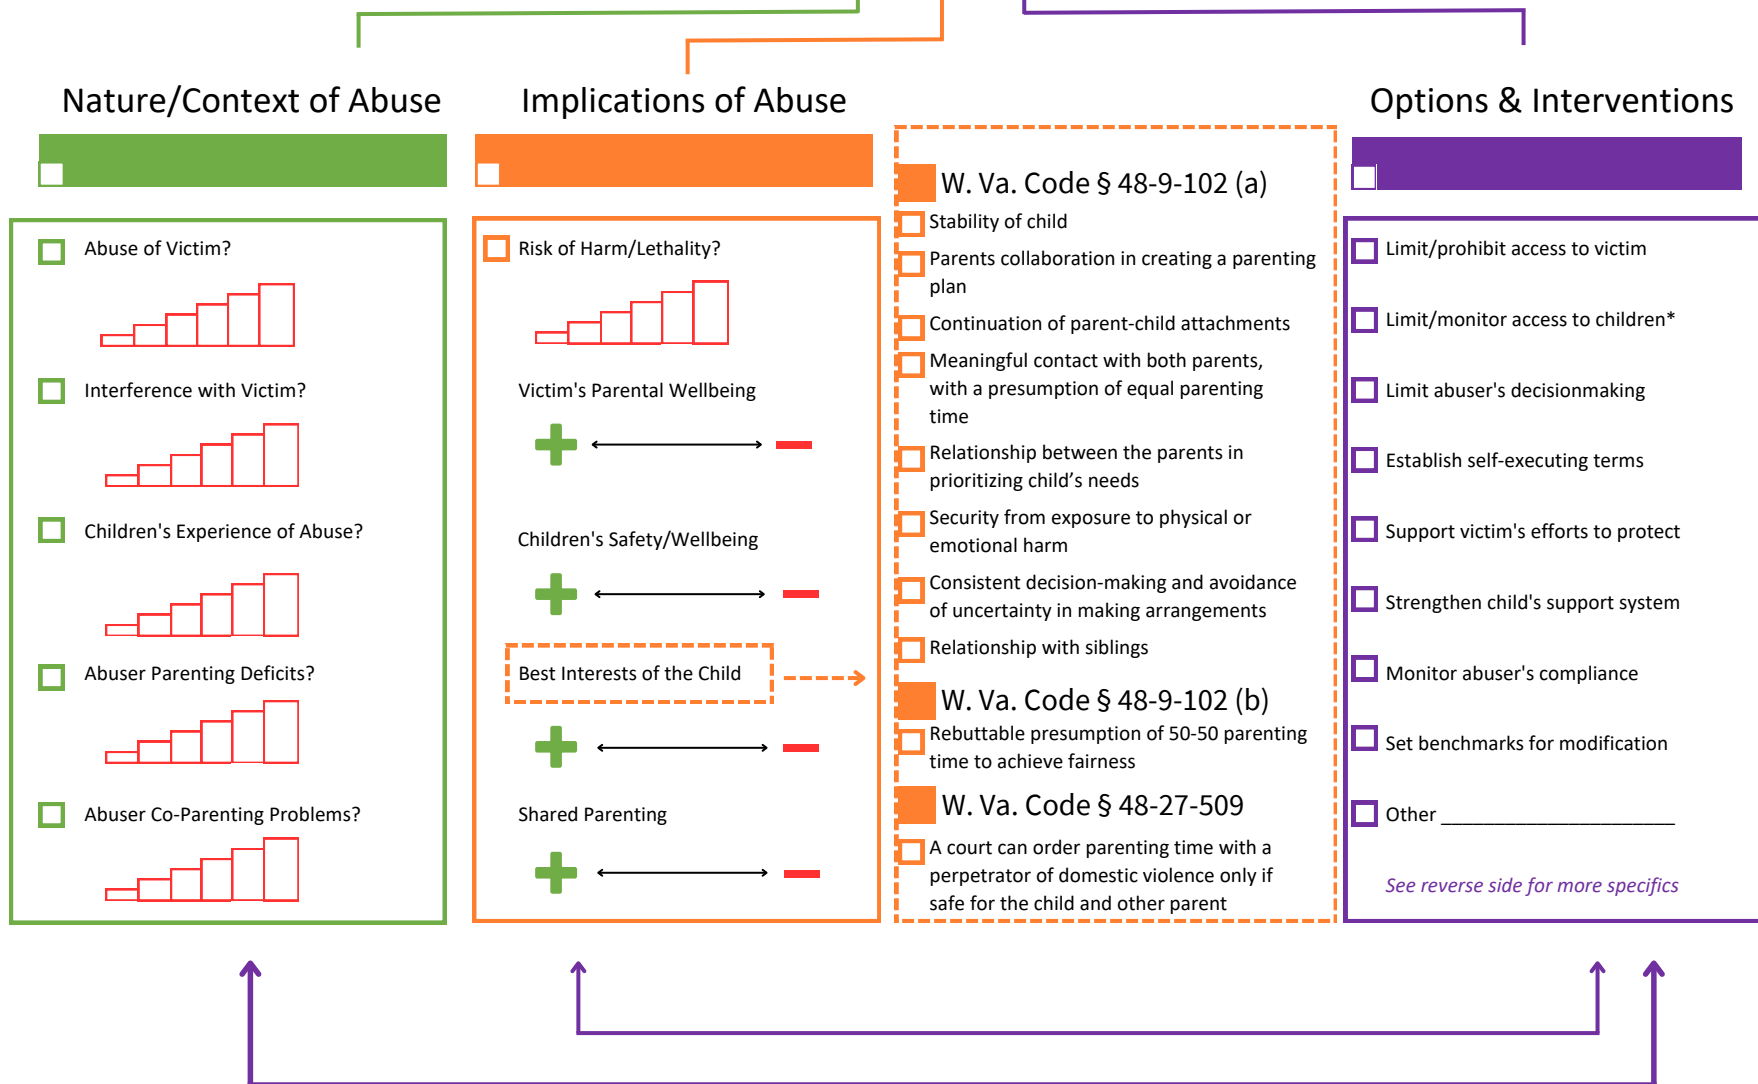 Nature/Context of Abuse
Abuse of Victim?
Interference with Victim?
Children's Experience of Abuse?
Abuser Parenting Deficits?
Abuser Co-Parenting Problems?
Implications of Abuse
Risk of Harm/Lethality?
Victim's Parental Wellbeing
Children's Safety/Wellbeing
Best Interests of the Child
Shared Parenting
W. Va. Code § 48-9-102 (a)
Stability of child
Parents collaboration in creating a parenting
plan
Continuation of parent-child attachments
Meaningful contact with both parents,
with a presumption of equal parenting
time
Relationship between the parents in
prioritizing child’s needs
Security from exposure to physical or
emotional harm
Consistent decision-making and avoidance
of uncertainty in making arrangements
Relationship with siblings
W. Va. Code § 48-9-102 (b)
Rebuttable presumption of 50-50 parenting
time to achieve fairness
W. Va. Code § 48-27-509
A court can order parenting time with a
perpetrator of domestic violence only if
safe for the child and other parent
Options & Interventions
Limit/prohibit access to victim
Limit/monitor access to children*
Limit abuser's decisionmaking
Establish self-executing terms
Support victim's efforts to protect
Strengthen child's support system
Monitor abuser's compliance
Set benchmarks for modification
Other ______________________
See reverse side for more specifics